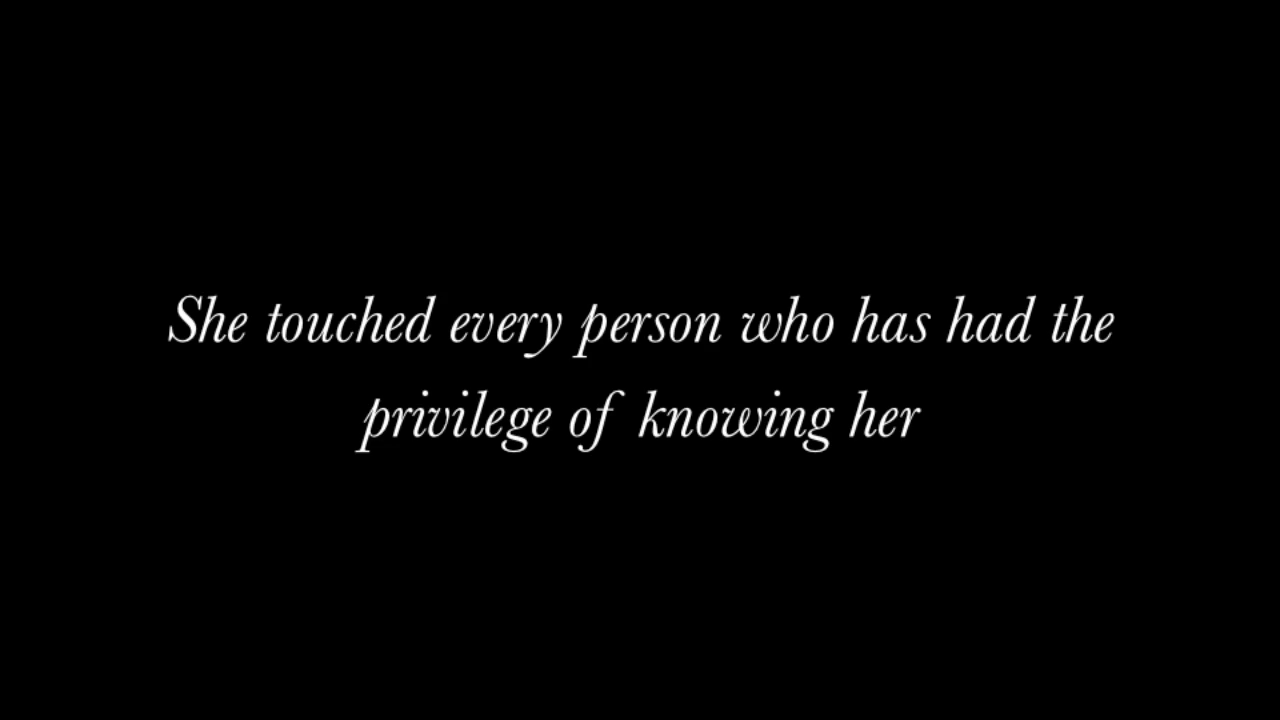 She touched every person who has had the
privilege of knowing her